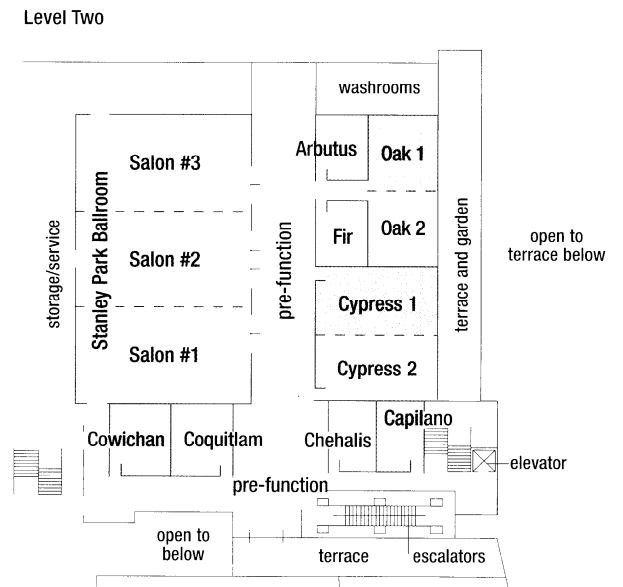 Level Two
washrooms
Arbutus
Oak 1
Salon #3
Stanley Park Ballroom
storage/service
pre-function
Fir
Oak 2
terrace and garden
open to
terrace below
Salon #2
Cypress 1
Salon #1
Cypress 2
Capilano
Cowichan
Coquitlam
Chehalis
elevator
pre-function
open to
below
terrace
escalators